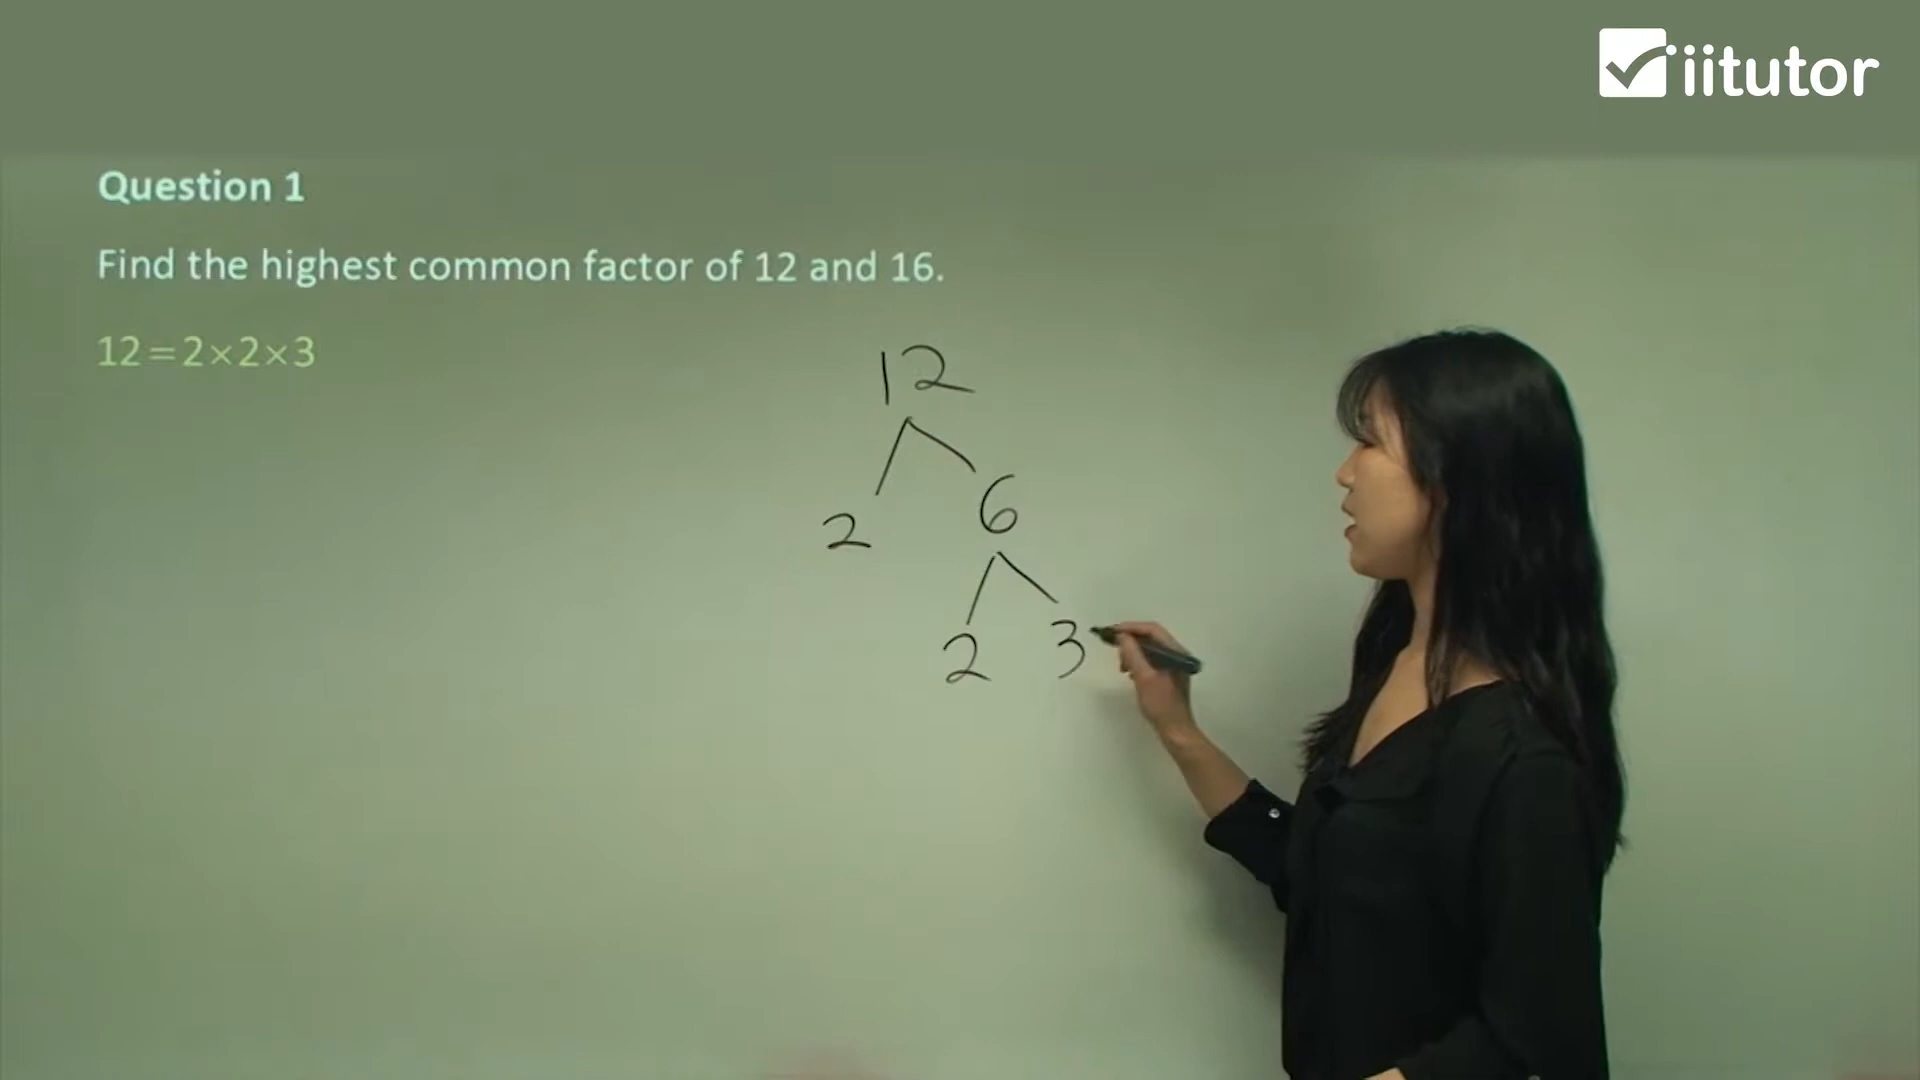 iitutor
Question 1
Find the highest common factor of 12 and 16.
12=2×2×3
12
2 6
2 3